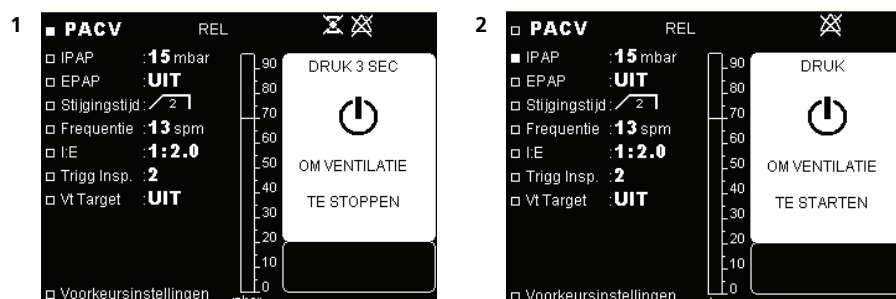 1
PACV REL
IPAP :15 mbar
EPAP :UIT
Stijgingstijd : 2
Frequentie :13 spm
I:E :1:2.0
Trigg Insp. :2
Vt Target :UIT
Voorkeursinstellingen
90
80
70
60
50
40
30
20
10
0
DRUK 3 SEC
OM VENTILATIE
TE STOPPEN
2
PACV REL
IPAP :15 mbar
EPAP :UIT
Stijgingstijd : 2
Frequentie :13 spm
I:E :1:2.0
Trigg Insp. :2
Vt Target :UIT
Voorkeursinstellingen
90
80
70
60
50
40
30
20
10
0
DRUK
OM VENTILATIE
TE STARTEN